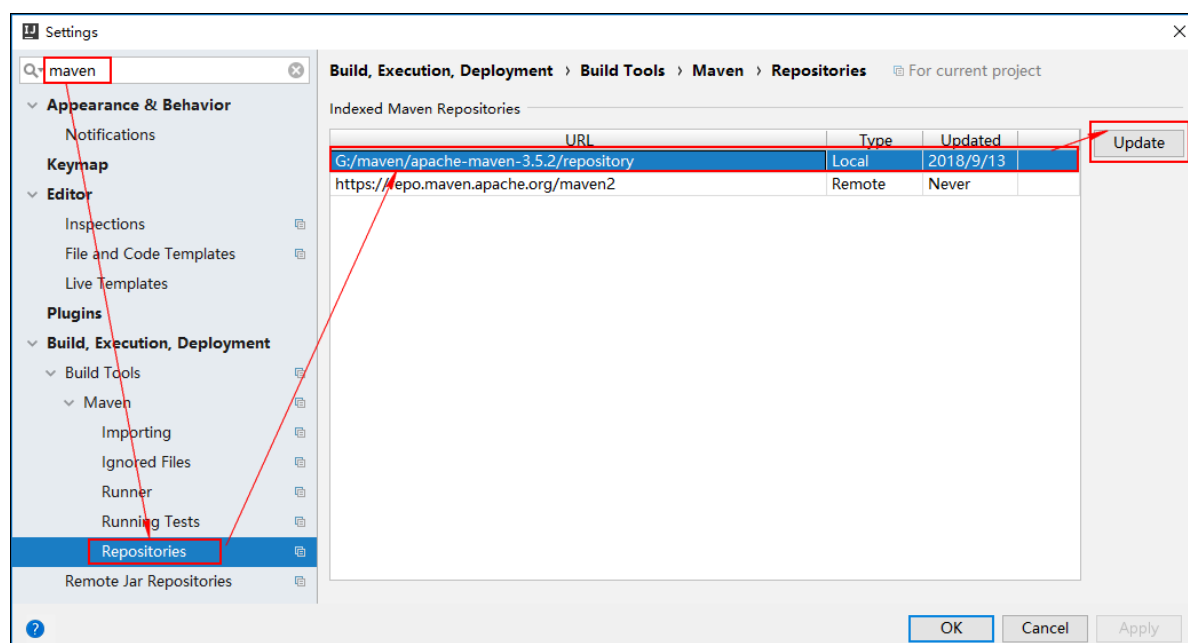 Settings
maven
Appearance & Behavior
Notifications
Keymap
Editor
Inspections
File and Code Templates
Live Templates
Plugins
Build, Execution, Deployment
Build Tools
Maven
Importing
Ignored Files
Runner
Running Tests
Repositories
Remote Jar Repositories
Build, Execution, Deployment › Build Tools › Maven › Repositories For current project
Indexed Maven Repositories
URL Type Updated
G:/maven/apache-maven-3.5.2/repository Local 2018/9/13
https://repo.maven.apache.org/maven2 Remote Never
Update
? OK Cancel Apply